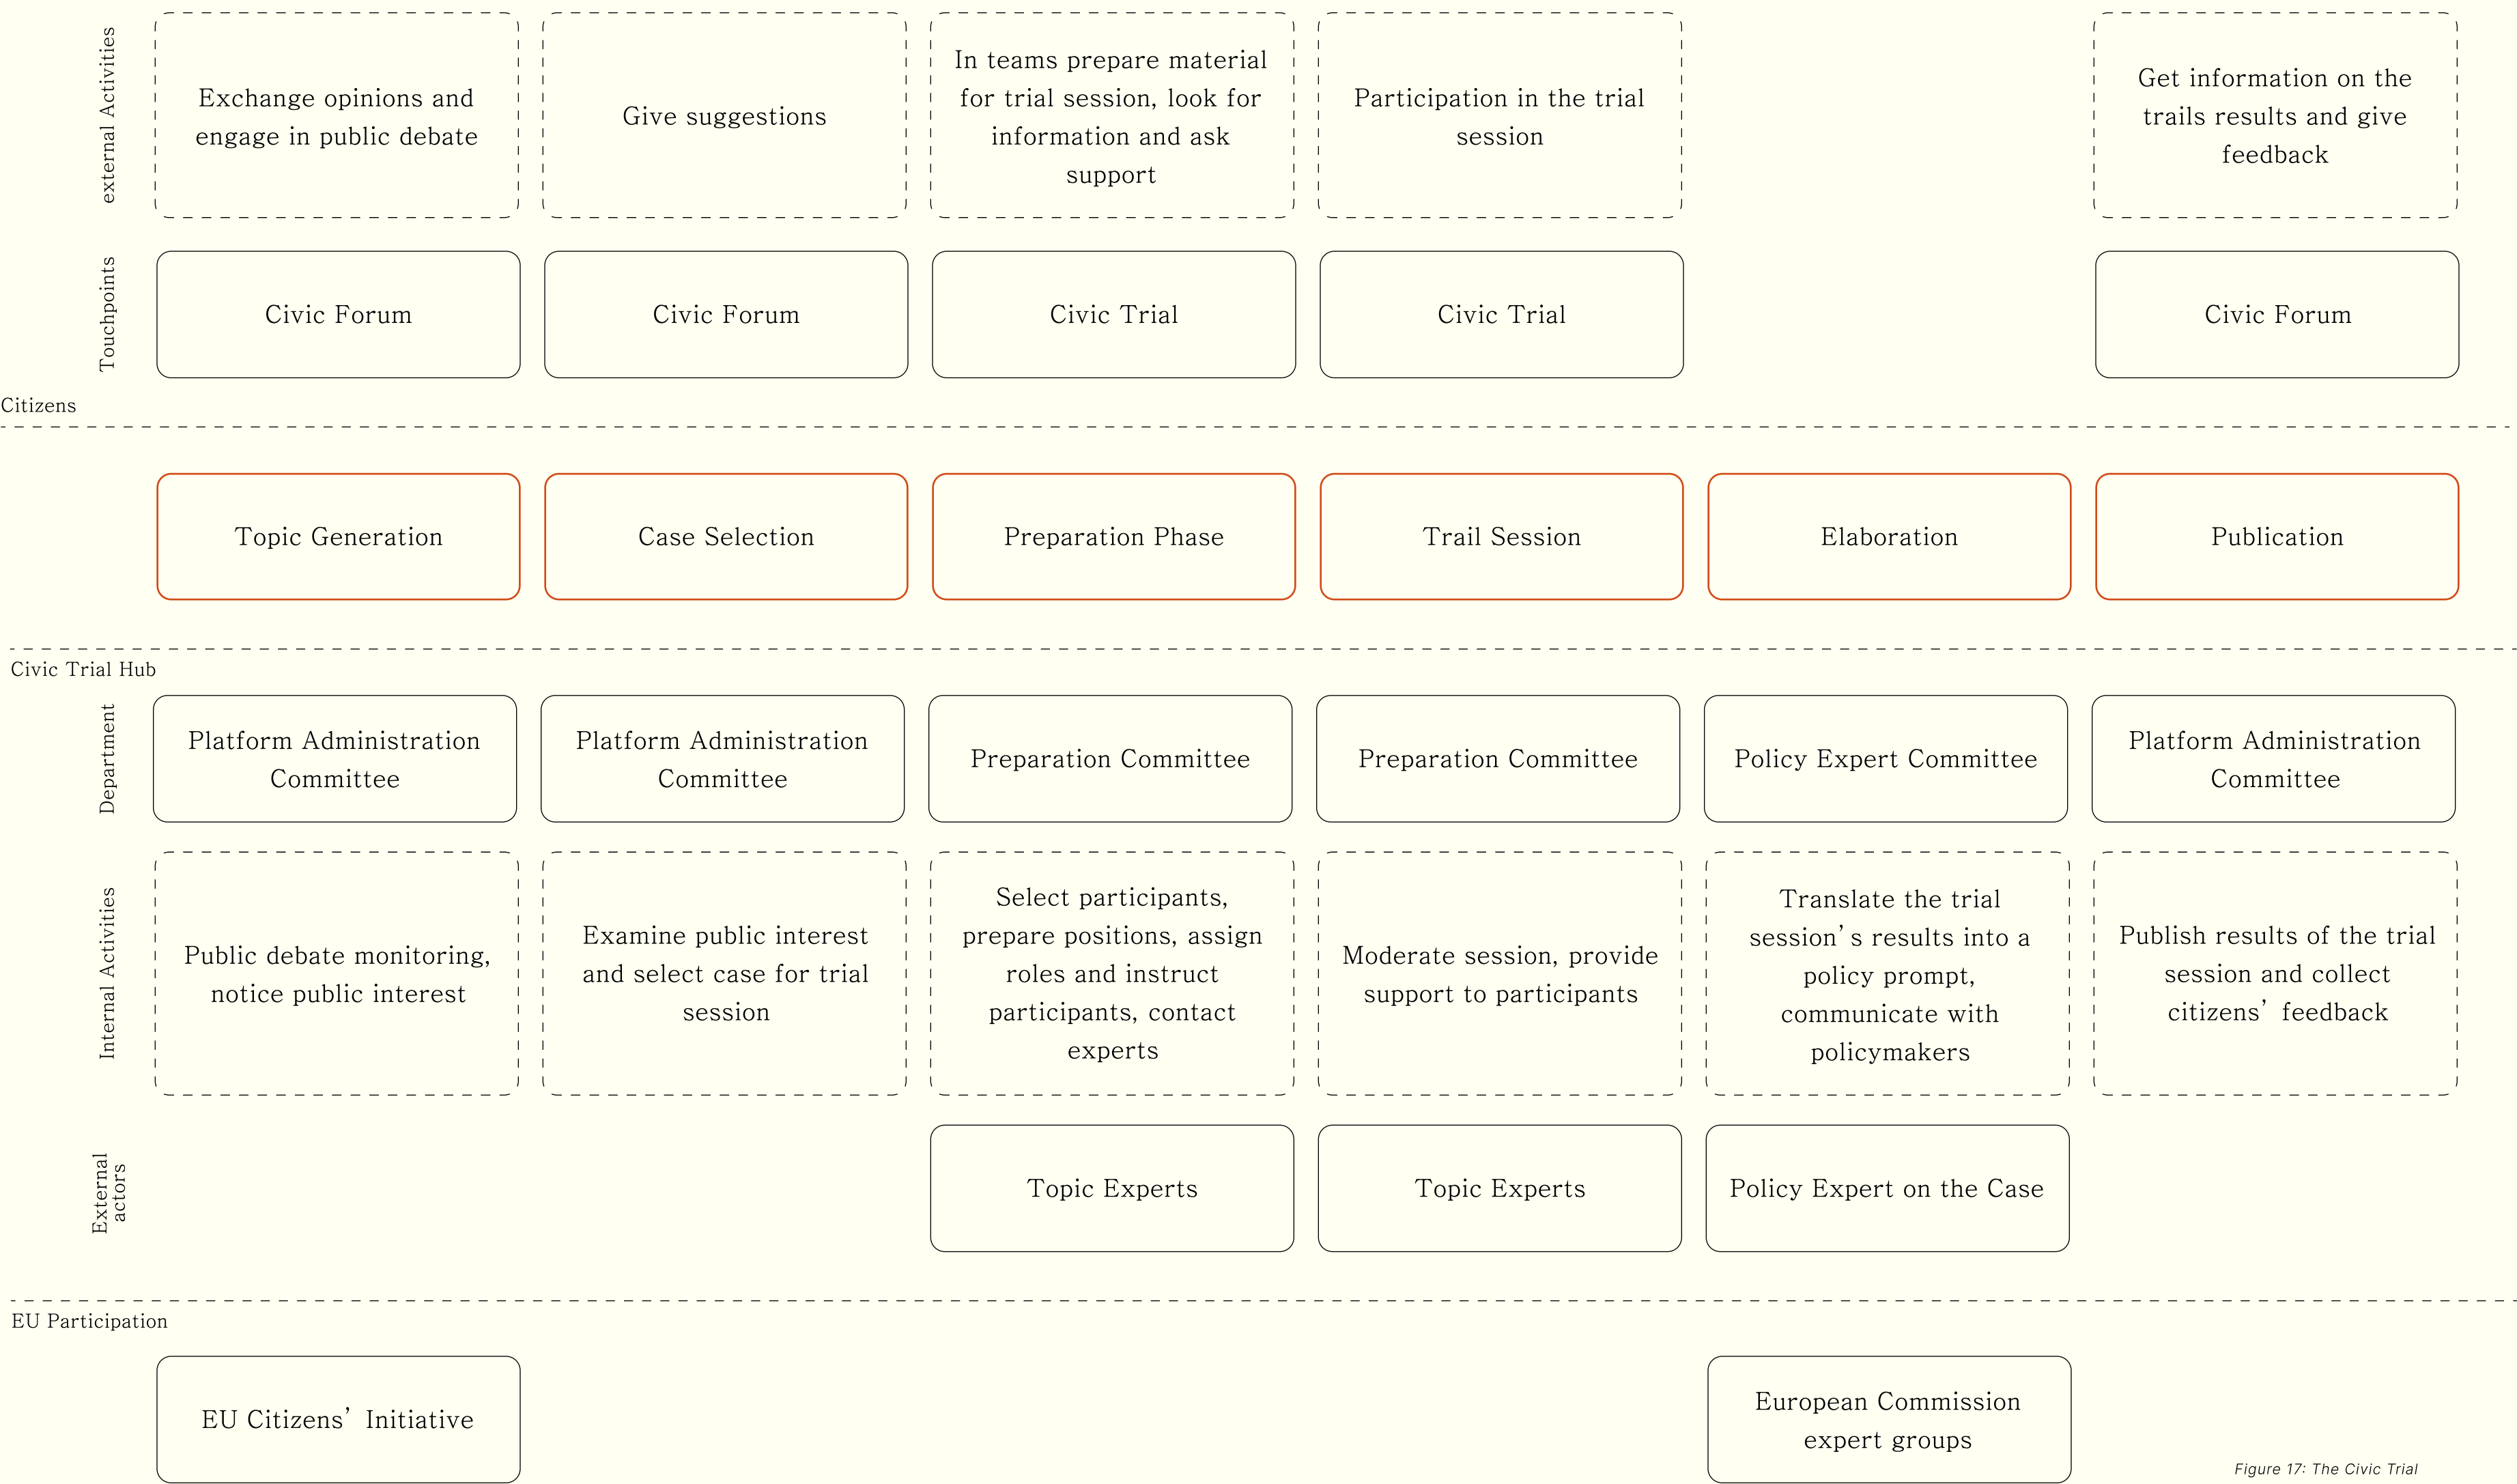 external Activities
Exchange opinions and
engage in public debate
Give suggestions
In teams prepare material
for trial session, look for
information and ask
support
Participation in the trial
session
Get information on the
trails results and give
feedback
Touchpoints
Civic Forum
Civic Forum
Civic Trial
Civic Trial
Civic Forum
Citizens
Topic Generation
Case Selection
Preparation Phase
Trail Session
Elaboration
Publication
Civic Trial Hub
Department
Platform Administration
Committee
Platform Administration
Committee
Preparation Committee
Preparation Committee
Policy Expert Committee
Platform Administration
Committee
Internal Activities
Public debate monitoring,
notice public interest
Examine public interest
and select case for trial
session
Select participants,
prepare positions, assign
roles and instruct
participants, contact
experts
Moderate session, provide
support to participants
Translate the trial
session’s results into a
policy prompt,
communicate with
policymakers
Publish results of the trial
session and collect
citizens’ feedback
External
actors
Topic Experts
Topic Experts
Policy Expert on the Case
EU Participation
EU Citizens’ Initiative
European Commission
expert groups
Figure 17: The Civic Trial